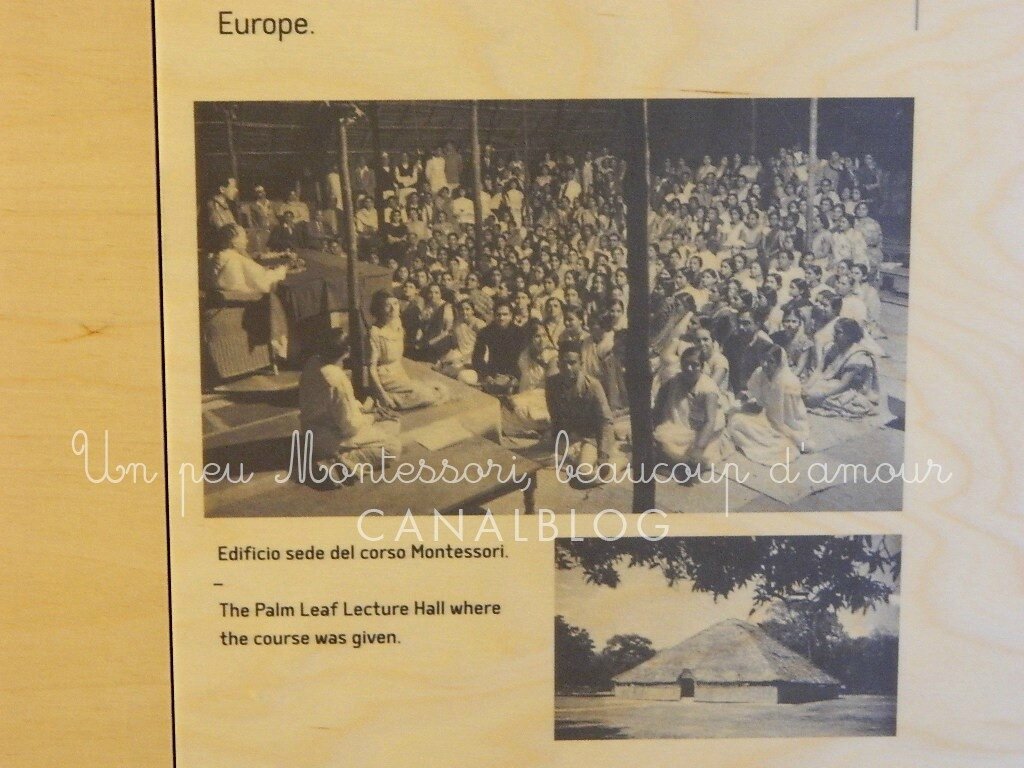 Europe.
Un peu Montessori, beaucoup d'amour
CANALBLOG
Edificio sede del corso Montessori.
–
The Palm Leaf Lecture Hall where
the course was given.